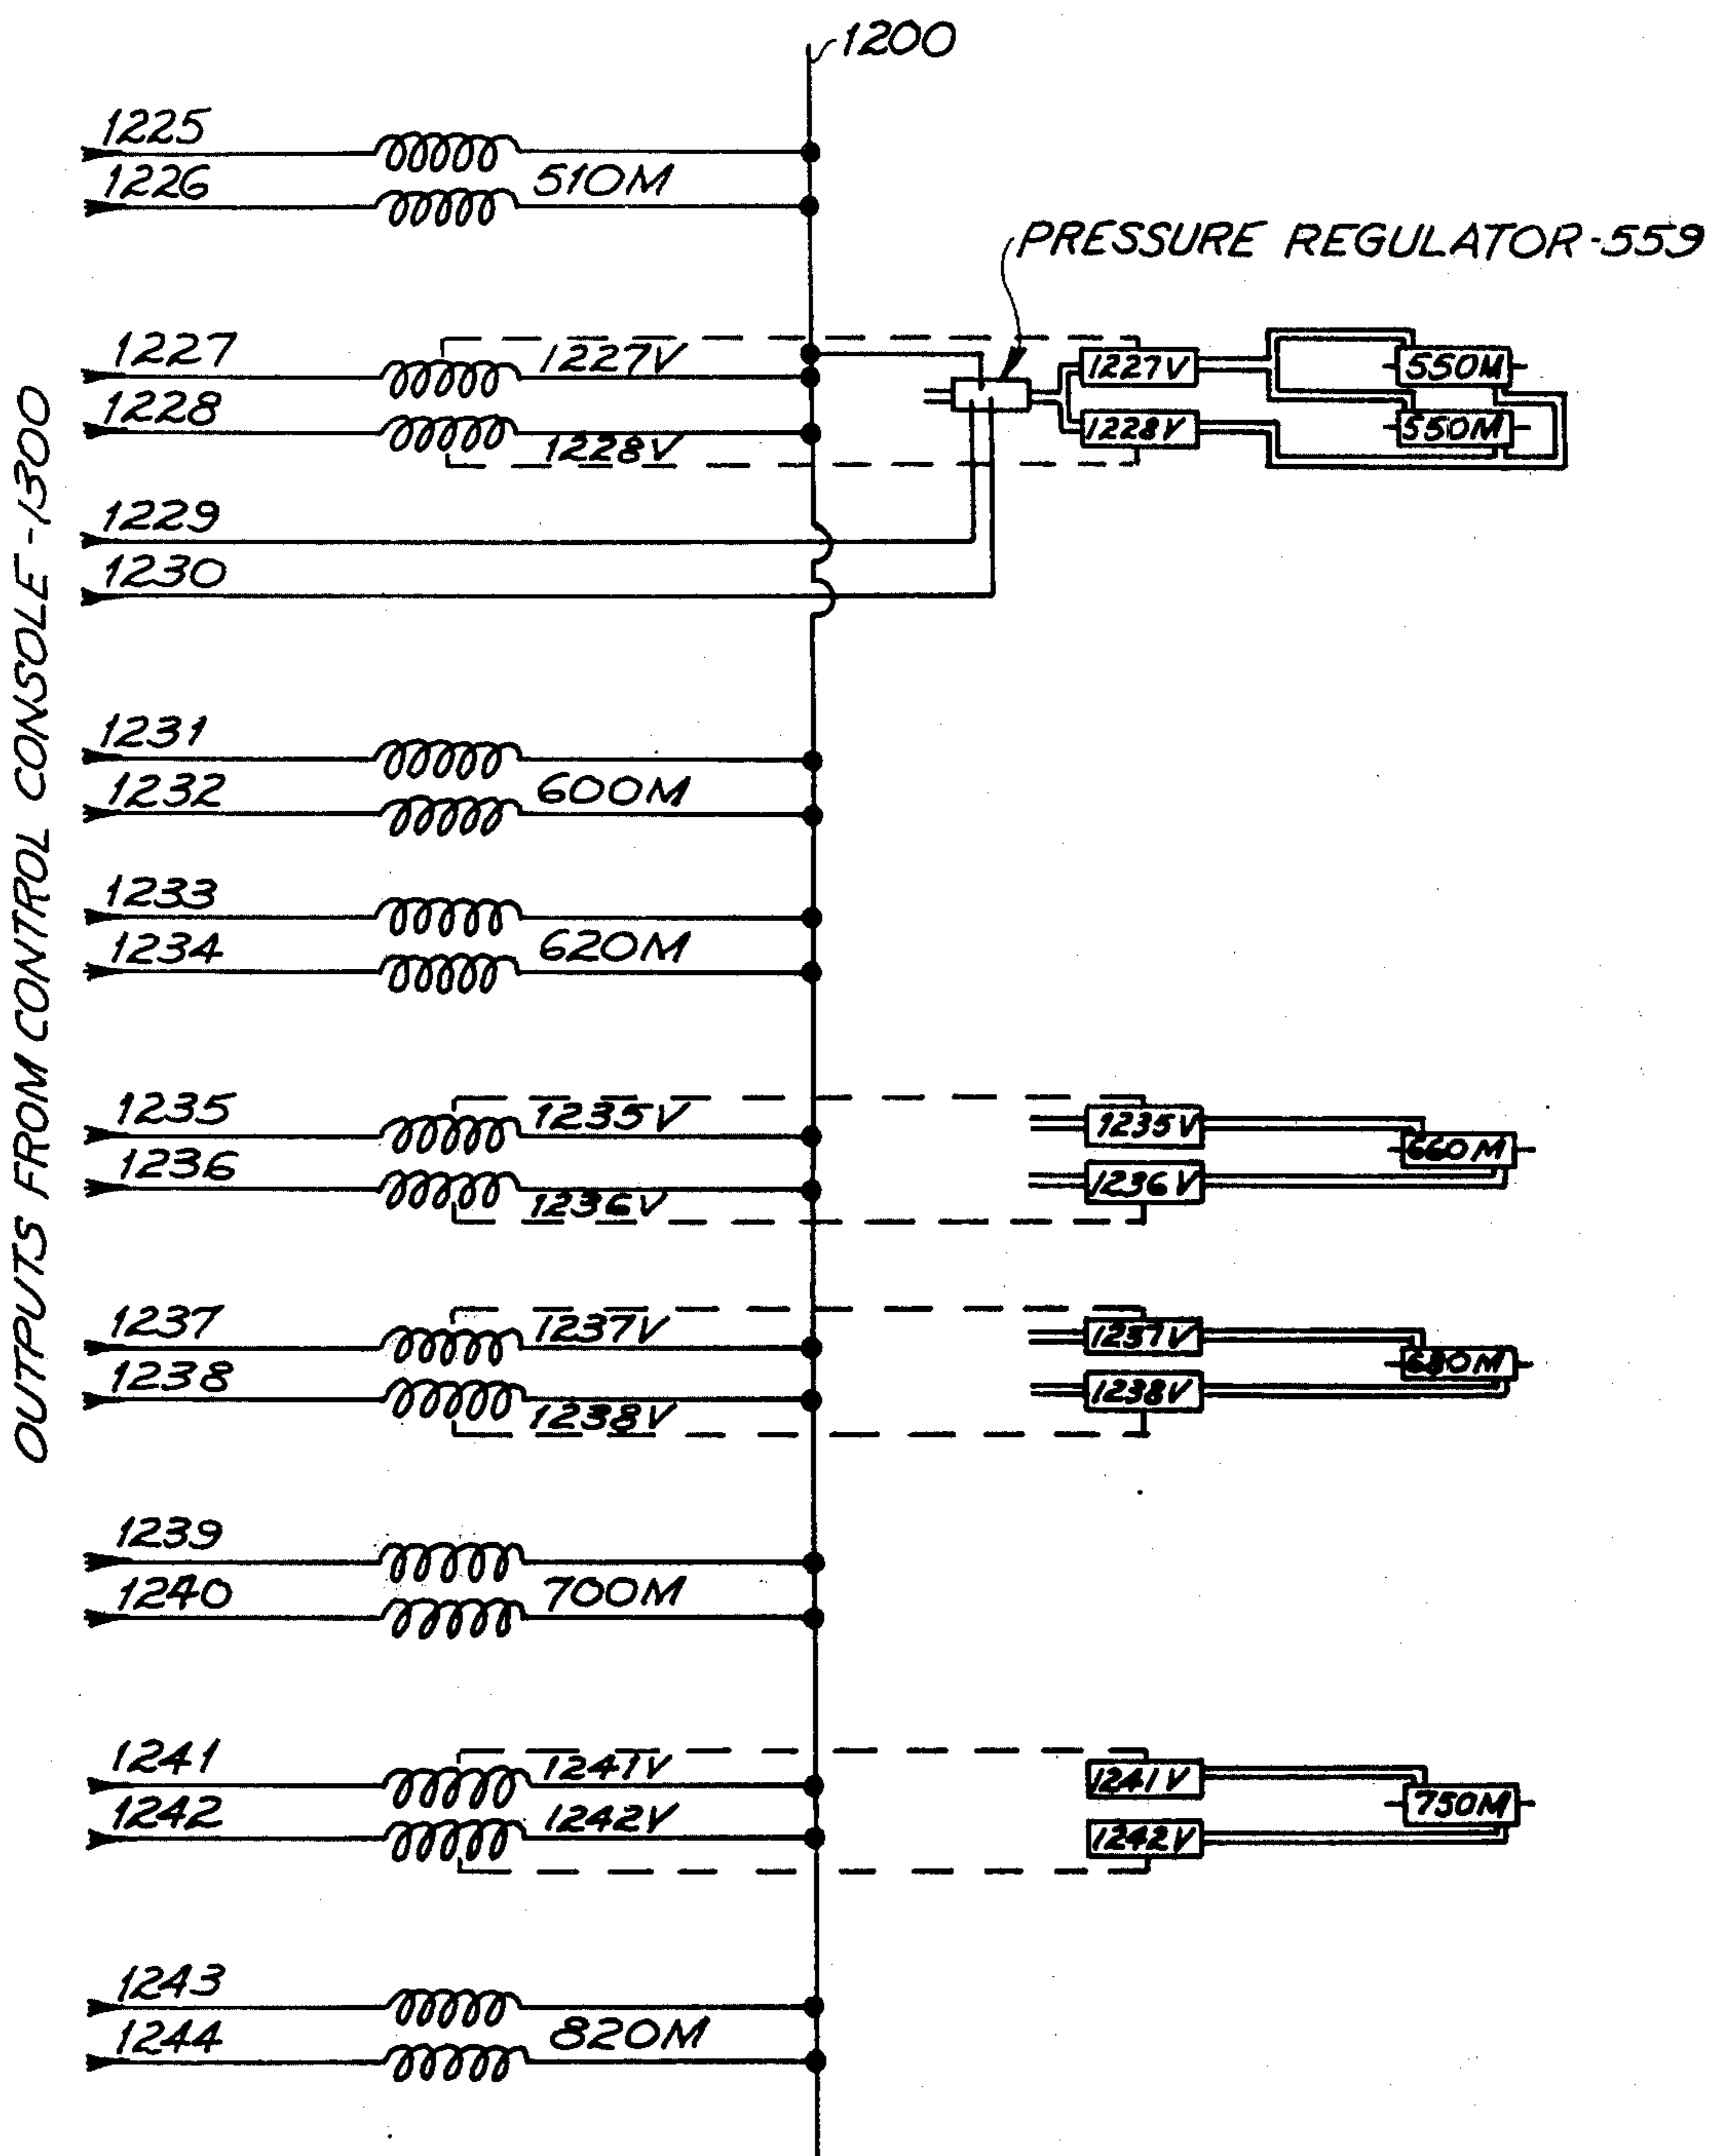 1200
1225
1226
510M
PRESSURE REGULATOR-559
1227
1227V
1227V
550M
1228
1228V
1228V
550M
1229
1230
OUTPUTS FROM CONTROL CONSOLE-1300
1231
1232
600M
1233
1234
620M
1235
1235V
1235V
660M
1236
1236V
1236V
1237
1237V
1237V
680M
1238
1238V
1238V
1239
1240
700M
1241
1241V
1241V
750M
1242
1242V
1242V
1243
1244
820M